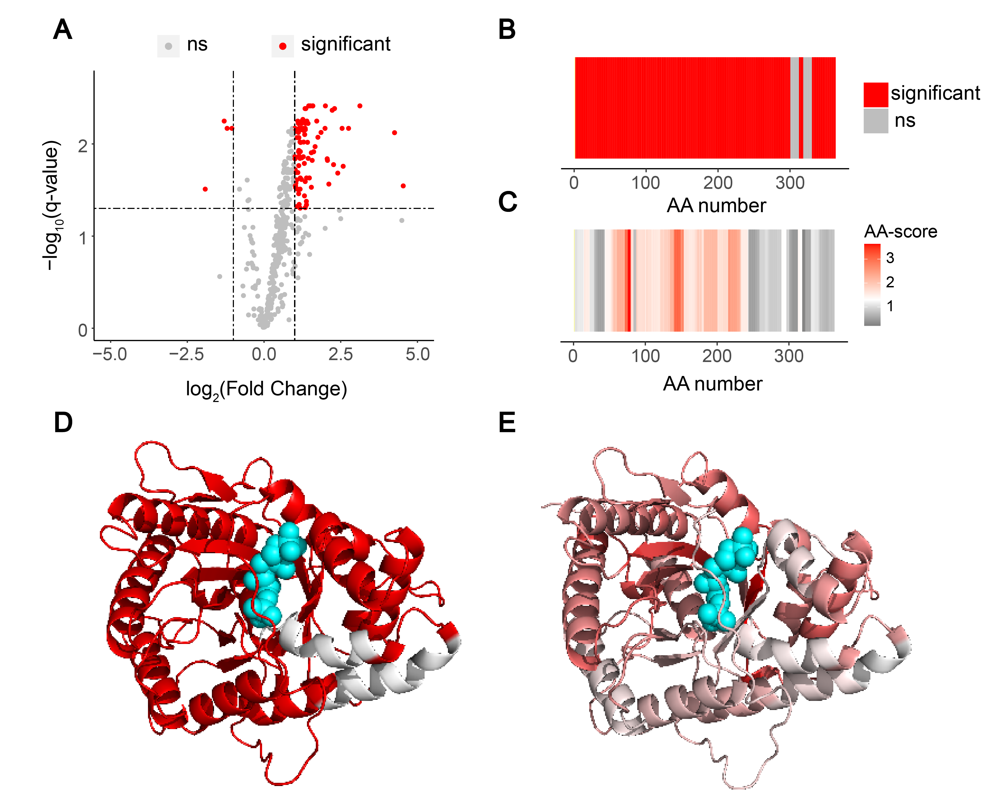 A
ns
significant
−log10(q-value)
2
1
0
−5.0
−2.5
0.0
2.5
5.0
log2(Fold Change)
B
significant
ns
0
100
200
300
AA number
C
AA-score
3
2
1
0
100
200
300
AA number
D
E